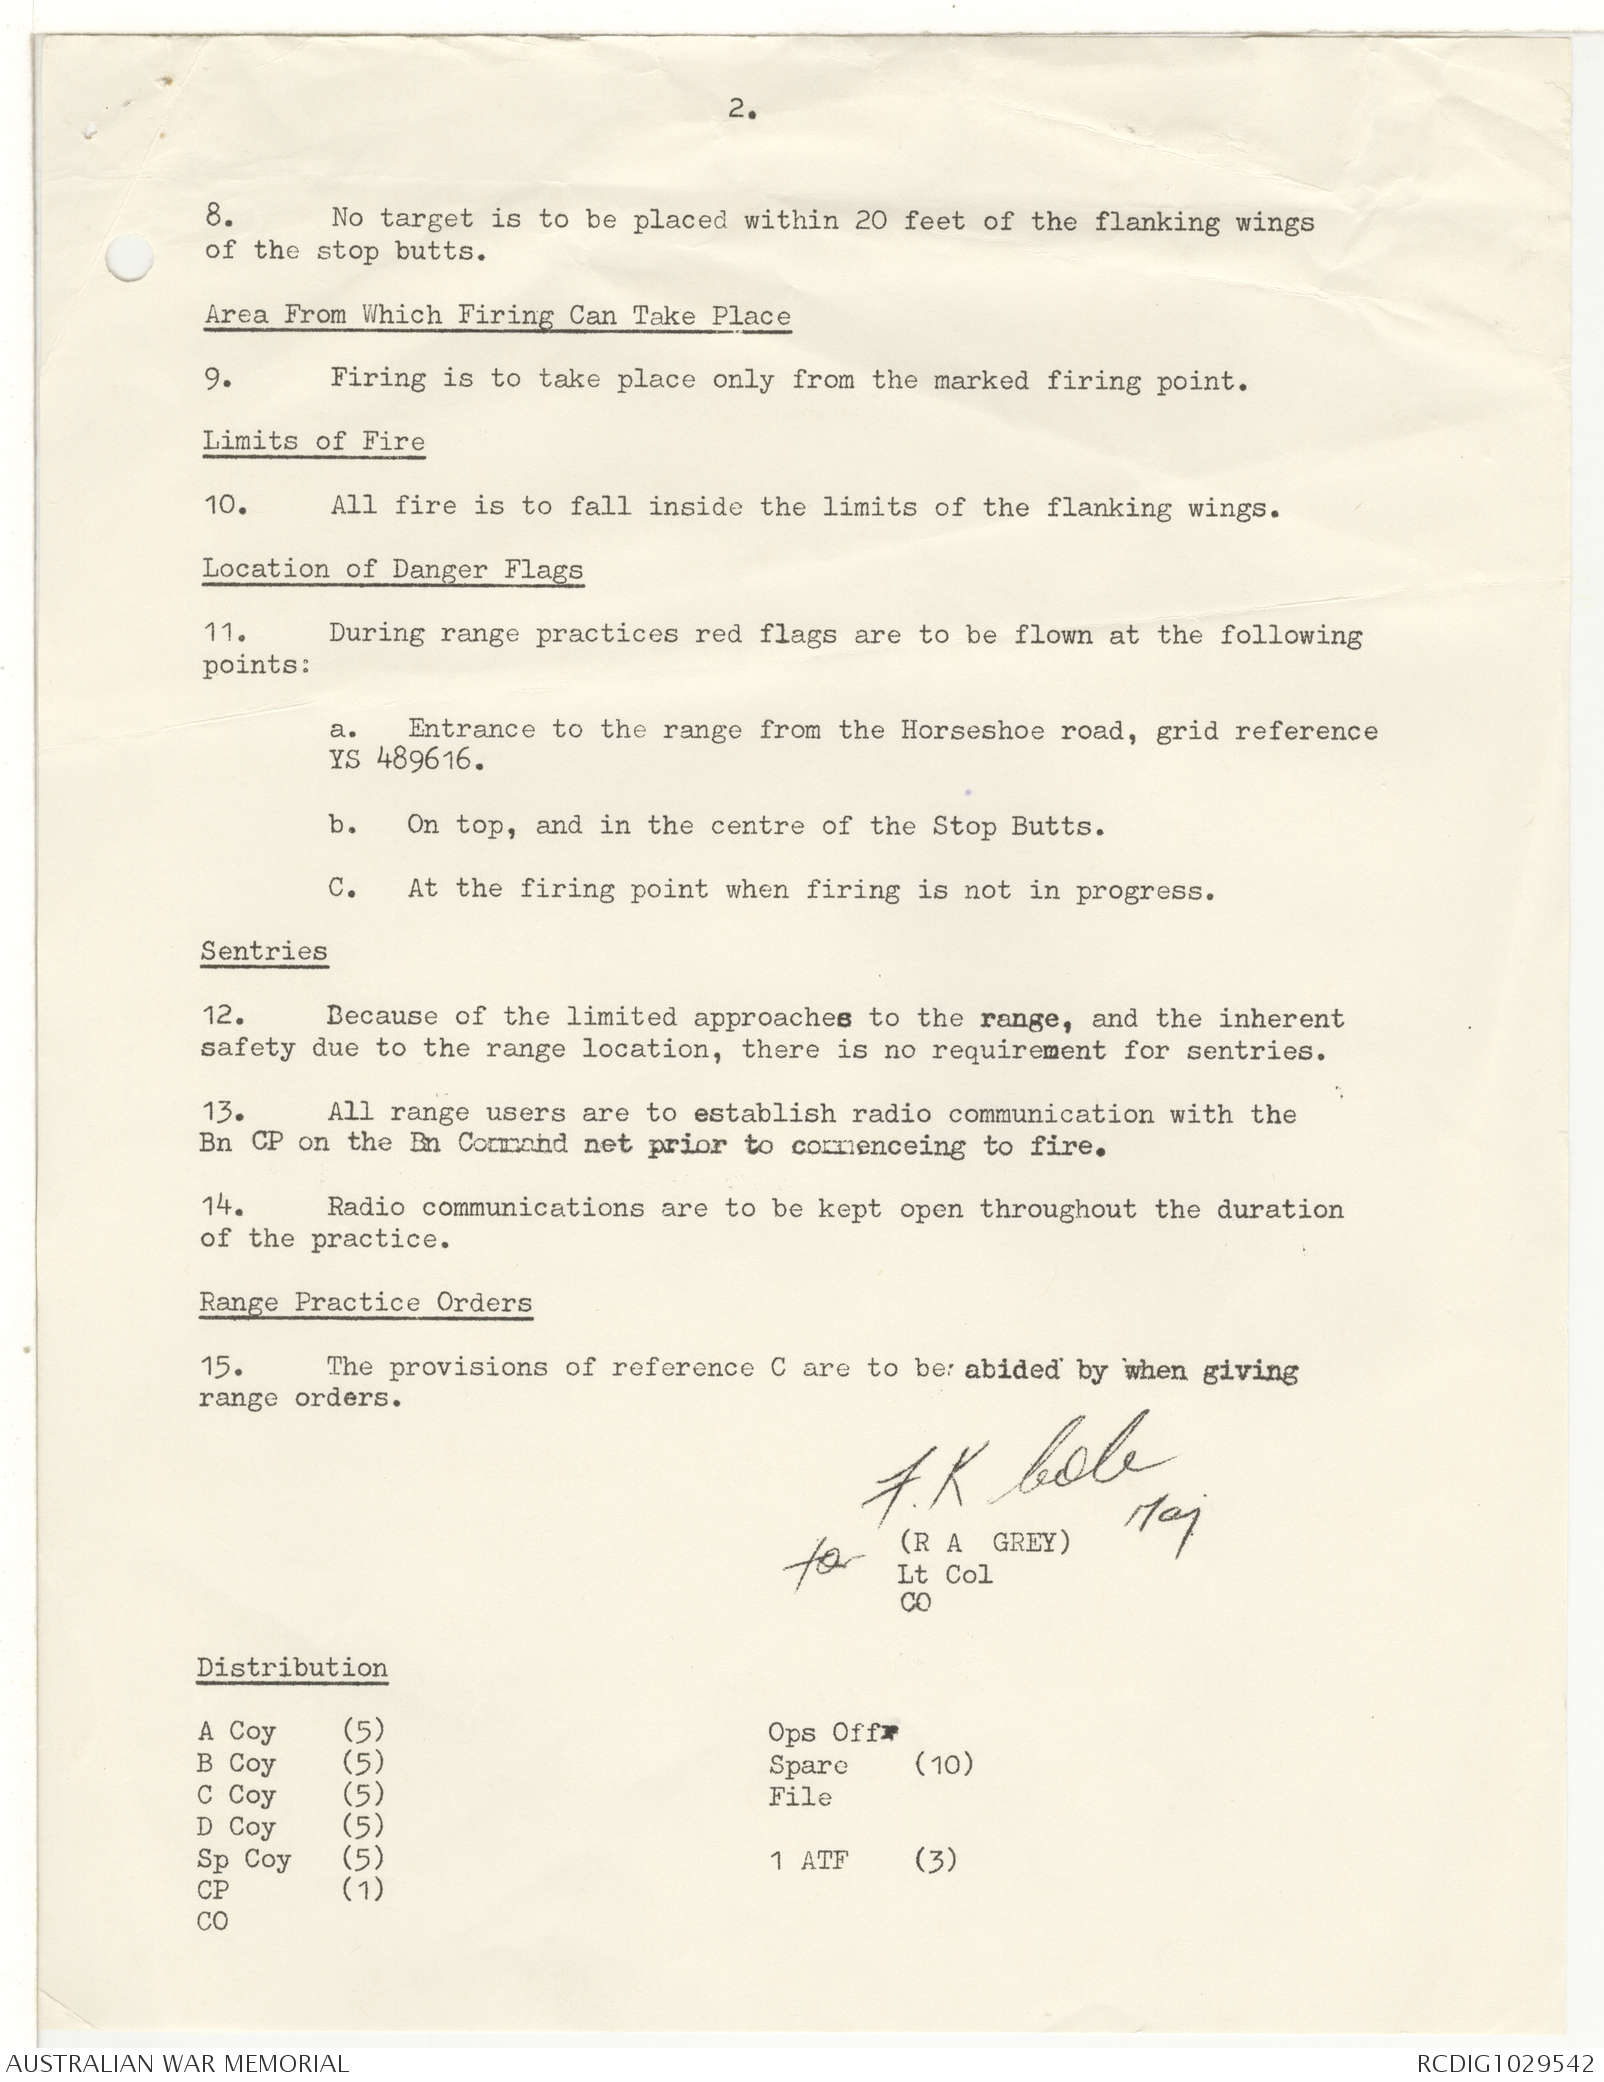 2.
8. No target is to be placed within 20 feet of the flanking wings
of the stop butts.
Area From Which Firing Can Take Place
9. Firing is to take place only from the marked firing point.
Limits of Fire
10. All fire is to fall inside the limits of the flanking wings.
Location of Danger Flags
11. During range practices red flags are to be flown at the following
points:
a. Entrance to the range from the Horseshoe road, grid reference
YS 489616.
b. On top, and in the centre of the Stop Butts.
C. At the firing point when firing is not in progress.
Sentries
12. Because of the limited approaches to the range, and the inherent
safety due to the range location, there is no requirement for sentries.
13. All range users are to establish radio communication with the
Bn CP on the Bn Command net prior to commenceing to fire.
14. Radio communications are to be kept open throughout the duration
of the practice.
Range Practice Orders
15. The provisions of reference C are to be abided by when giving
range orders.
F.K Cole
Maj
for (R A GREY)
Lt Col
CO
Distribution
A Coy (5) Ops Offr
B Coy (5) Spare (10)
C Coy (5) File
D Coy (5)
Sp Coy (5) 1 ATF (3)
CP (1)
CO
AUSTRALIAN WAR MEMORIAL RCDIG1029542